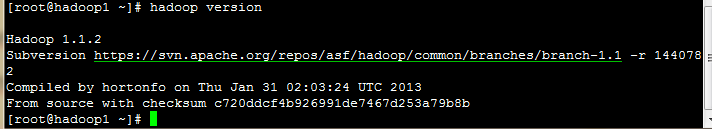 [root@hadoop1 ~]# hadoop version
Hadoop 1.1.2
Subversion https://svn.apache.org/repos/asf/hadoop/common/branches/branch-1.1 -r 144078
2
Compiled by hortonfo on Thu Jan 31 02:03:24 UTC 2013
From source with checksum c720ddcf4b926991de7467d253a79b8b
[root@hadoop1 ~]#